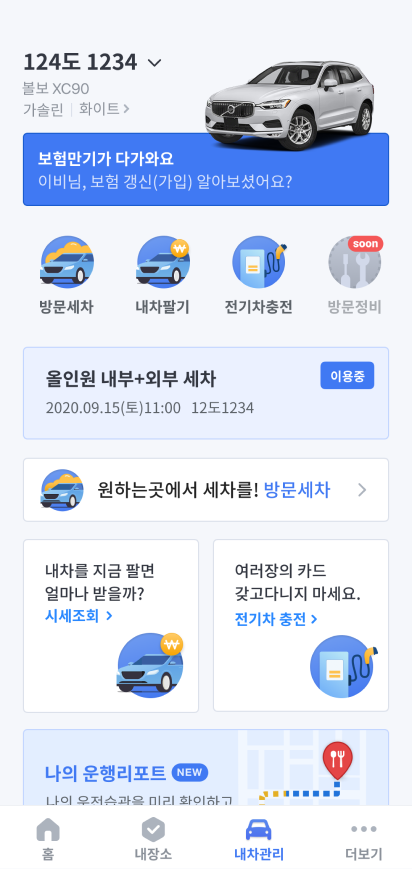 124도 1234
볼보 XC90
가솔린 화이트
보험만기가 다가와요
이비님, 보험 갱신(가입) 알아보셨어요?
soon
방문세차 내차팔기 전기차충전 방문정비
올인원 내부+외부 세차 이용중
2020.09.15(토)11:00 12도1234
원하는곳에서 세차를! 방문세차
내차를 지금 팔면
얼마나 받을까?
시세조회
여러장의 카드
갖고다니지 마세요.
전기차 충전
나의 운행리포트 NEW
나의 운전습관을 미리 확인하고
홈 내장소 내차관리 더보기